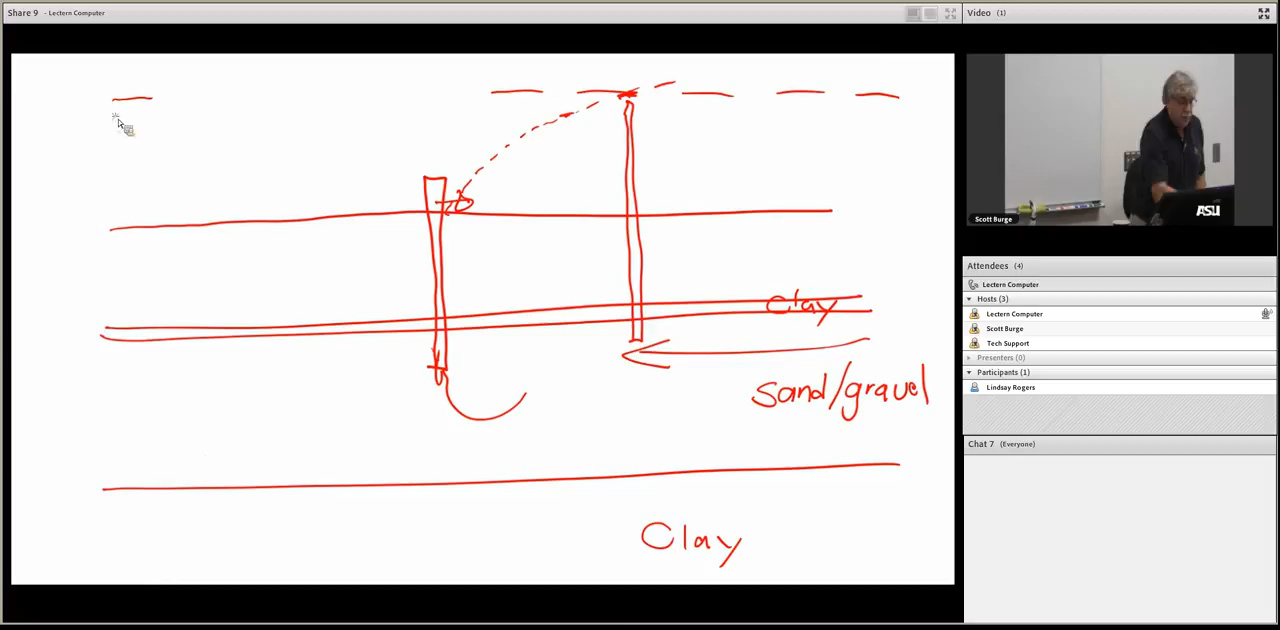 Share 9 - Lectern Computer
Video (1)
Scott Burge
ASU
Attendees (4)
Lectern Computer
Hosts (3)
Lectern Computer
Scott Burge
Tech Support
Presenters (0)
Participants (1)
Lindsay Rogers
Chat 7 (Everyone)
Clay
Sand/gravel
Clay